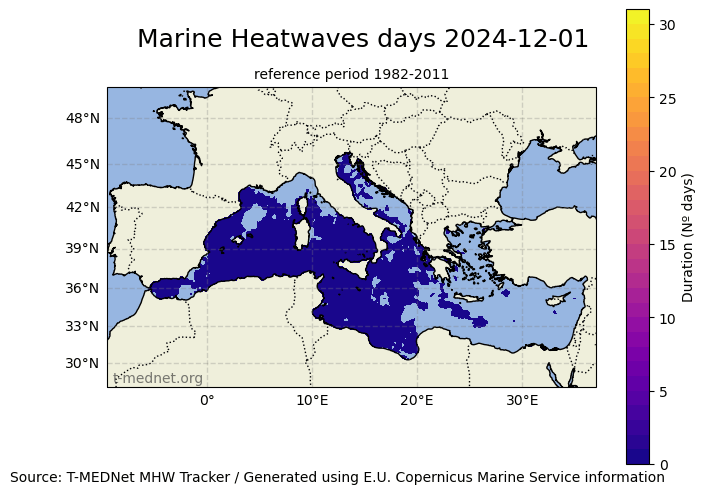 Marine Heatwaves days 2024-12-01
reference period 1982-2011
48°N
45°N
42°N
39°N
36°N
33°N
30°N
t-mednet.org
0°
10°E
20°E
30°E
30
25
20
15
10
5
0
Duration (Nº days)
Source: T-MEDNet MHW Tracker / Generated using E.U. Copernicus Marine Service information